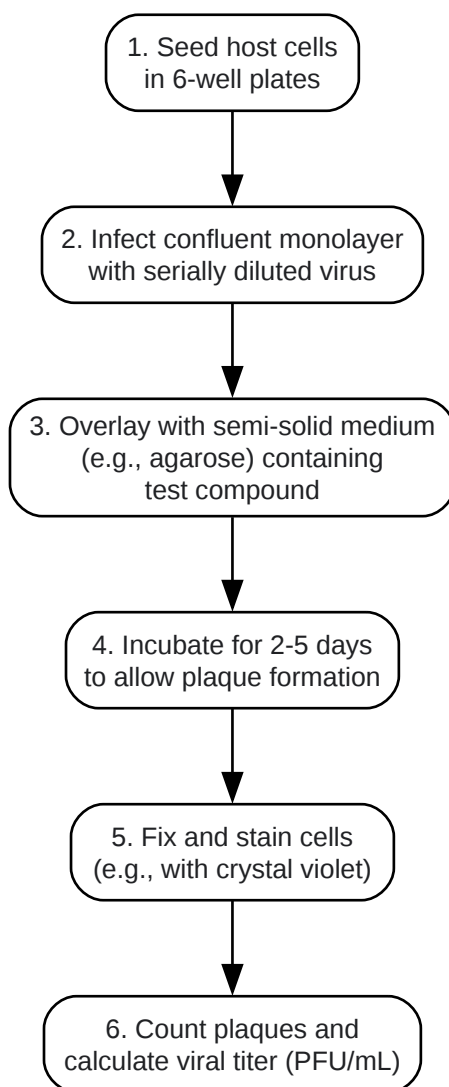 1. Seed host cells
in 6-well plates
2. Infect confluent monolayer
with serially diluted virus
3. Overlay with semi-solid medium
(e.g., agarose) containing
test compound
4. Incubate for 2-5 days
to allow plaque formation
5. Fix and stain cells
(e.g., with crystal violet)
6. Count plaques and
calculate viral titer (PFU/mL)